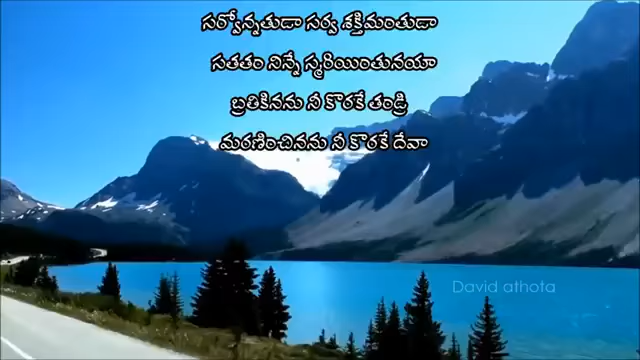 సర్వోన్నతుడా సర్వ శక్తిమంతుడా
సతతం నిన్నే స్మరియింతునయా
బ్రతికినను నీ కొరకే తండ్రి
మరణించినను నీ కొరకే దేవా
David athota